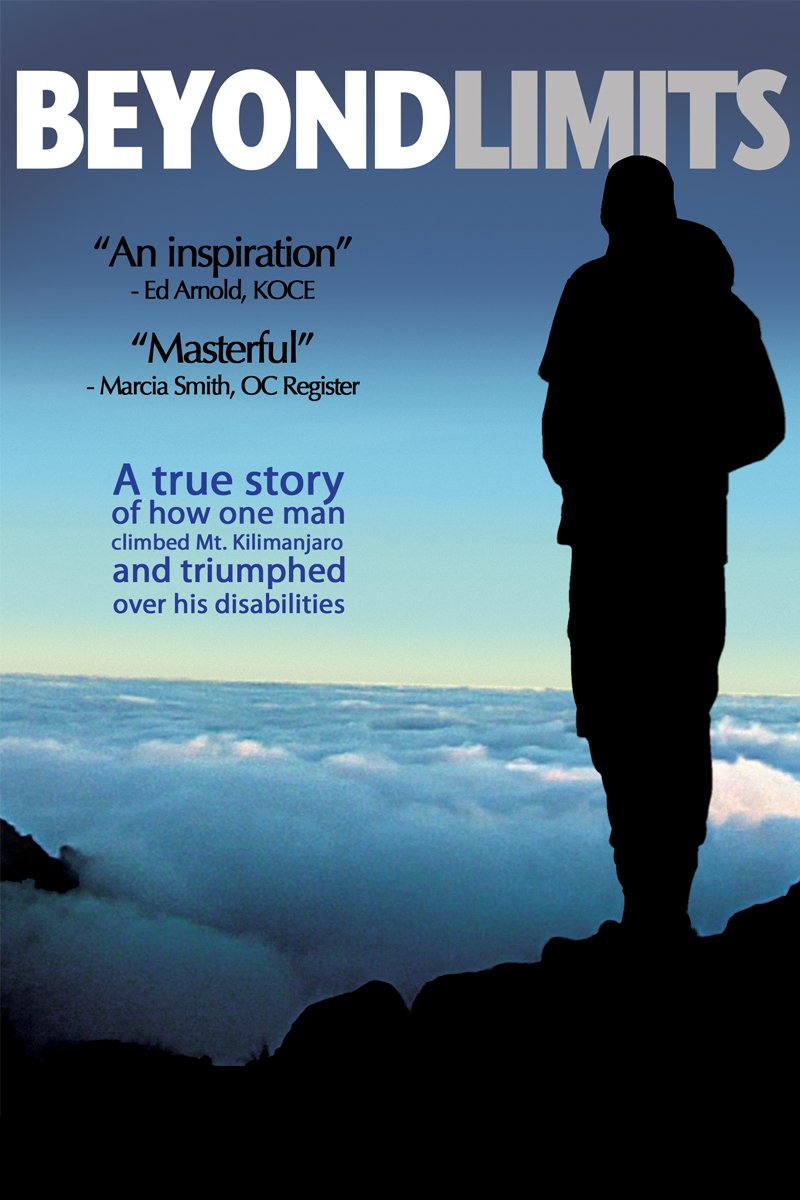 BEYONDLIMITS
“An inspiration”
- Ed Arnold, KOCE
“Masterful”
- Marcia Smith, OC Register
A true story
of how one man
climbed Mt. Kilimanjaro
and triumphed
over his disabilities